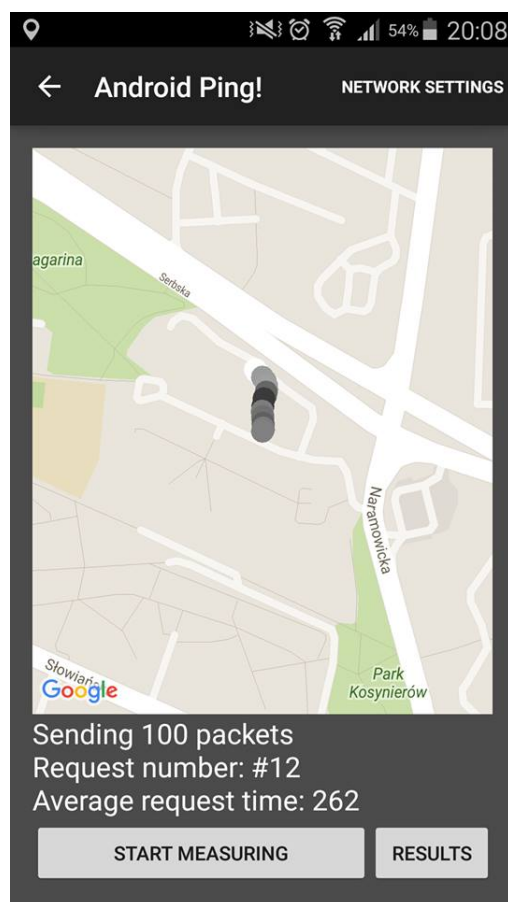 54% 20:08
Android Ping! NETWORK SETTINGS
agarina
Serbska
Naramowicka
Park
Kosynierów
Słowiańs
Google
Sending 100 packets
Request number: #12
Average request time: 262
START MEASURING RESULTS